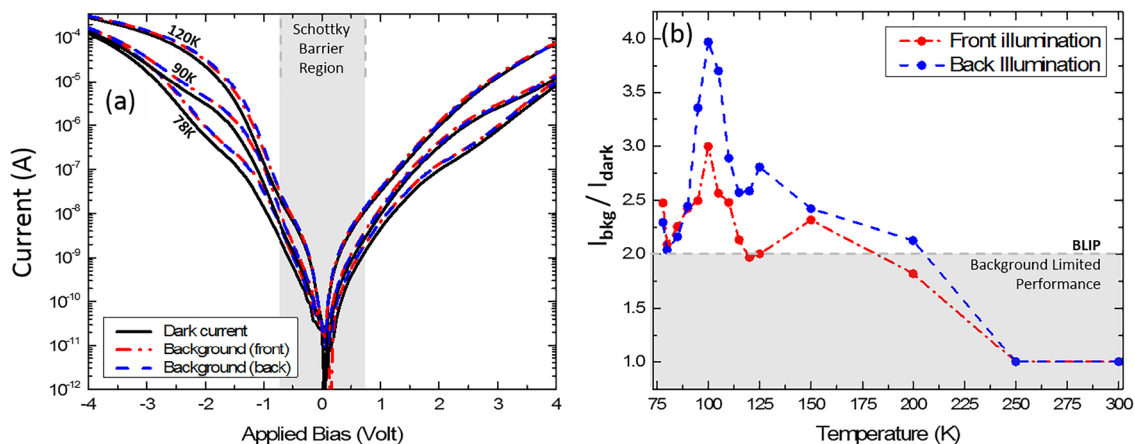 (a)
Schottky
Barrier
Region
120K
90K
78K
Current (A)
10⁻⁴
10⁻⁵
10⁻⁶
10⁻⁷
10⁻⁸
10⁻⁹
10⁻¹⁰
10⁻¹¹
10⁻¹²
Dark current
Background (front)
Background (back)
-4 -3 -2 -1 0 1 2 3 4
Applied Bias (Volt)
(b)
Front illumination
Back Illumination
I_bkg / I_dark
4.0
3.5
3.0
2.5
2.0
1.5
1.0
BLIP
Background Limited
Performance
75 100 125 150 175 200 225 250 275 300
Temperature (K)